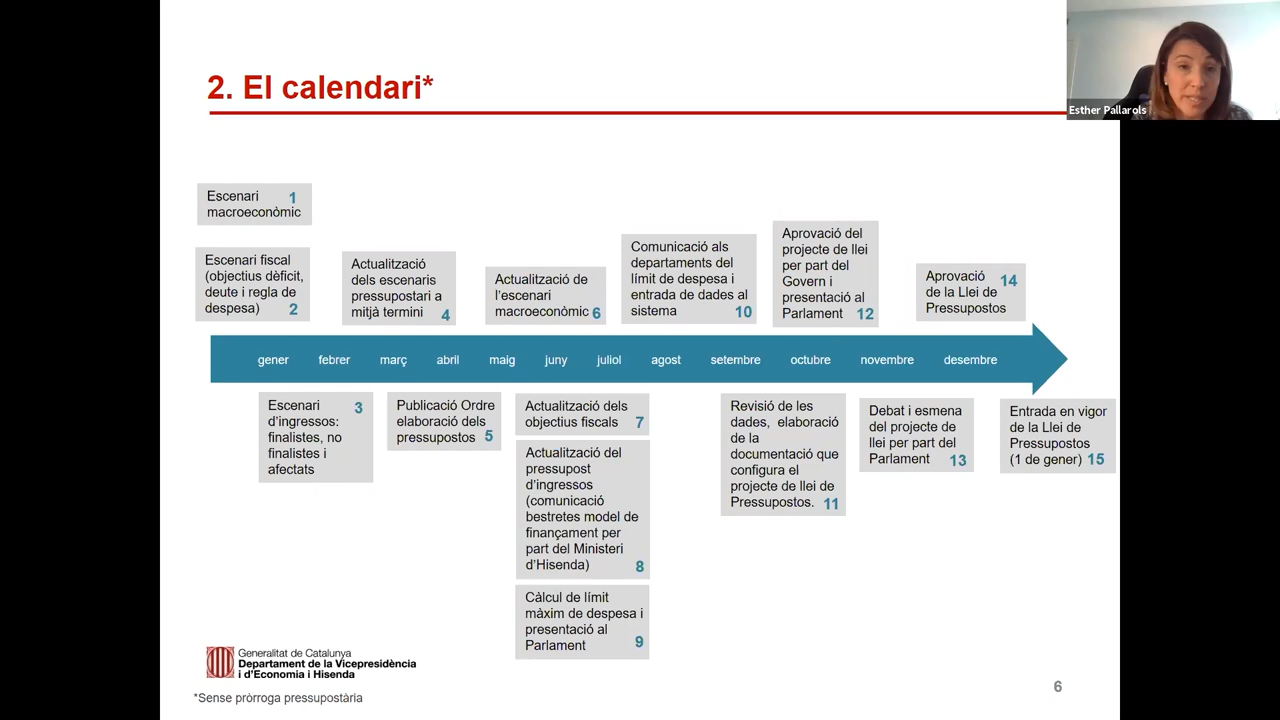 2. El calendari*
Esther Pallarols
Escenari 1
macroeconòmic
Escenari fiscal
(objectius dèficit,
deute i regla de
despesa) 2
Actualització
dels escenaris
pressupostari a
mitjà termini 4
Actualització de
l'escenari
macroeconòmic 6
Comunicació als
departaments del
límit de despesa i
entrada de dades al
sistema 10
Aprovació del
projecte de llei
per part del
Govern i
presentació al
Parlament 12
Aprovació 14
de la Llei de
Pressupostos
gener febrer març abril maig juny juliol agost setembre octubre novembre desembre
Escenari 3
d'ingressos:
finalistes, no
finalistes i
afectats
Publicació Ordre
elaboració dels
pressupostos 5
Actualització dels
objectius fiscals 7
Actualització del
pressupost
d'ingressos
(comunicació
bestretes model de
finançament per
part del Ministeri
d'Hisenda) 8
Càlcul de límit
màxim de despesa i
presentació al
Parlament 9
Revisió de les
dades, elaboració
de la
documentació que
configura el
projecte de llei de
Pressupostos. 11
Debat i esmena
del projecte de
llei per part del
Parlament 13
Entrada en vigor
de la Llei de
Pressupostos
(1 de gener) 15
Generalitat de Catalunya
Departament de la Vicepresidència
i d'Economia i Hisenda
*Sense pròrroga pressupostària
6